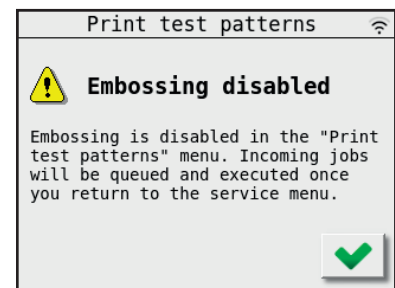 Print test patterns
Embossing disabled
Embossing is disabled in the "Print
test patterns" menu. Incoming jobs
will be queued and executed once
you return to the service menu.